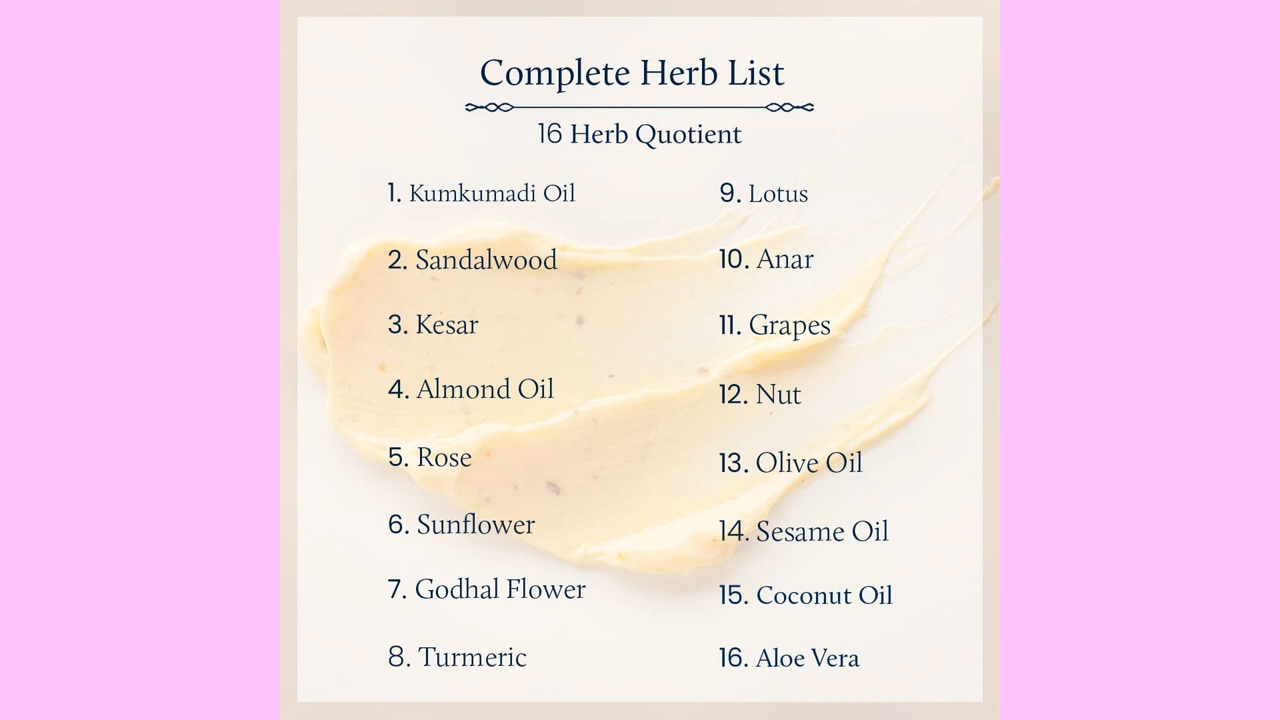 Complete Herb List
16 Herb Quotient
1. Kumkumadi Oil
2. Sandalwood
3. Kesar
4. Almond Oil
5. Rose
6. Sunflower
7. Godhal Flower
8. Turmeric
9. Lotus
10. Anar
11. Grapes
12. Nut
13. Olive Oil
14. Sesame Oil
15. Coconut Oil
16. Aloe Vera